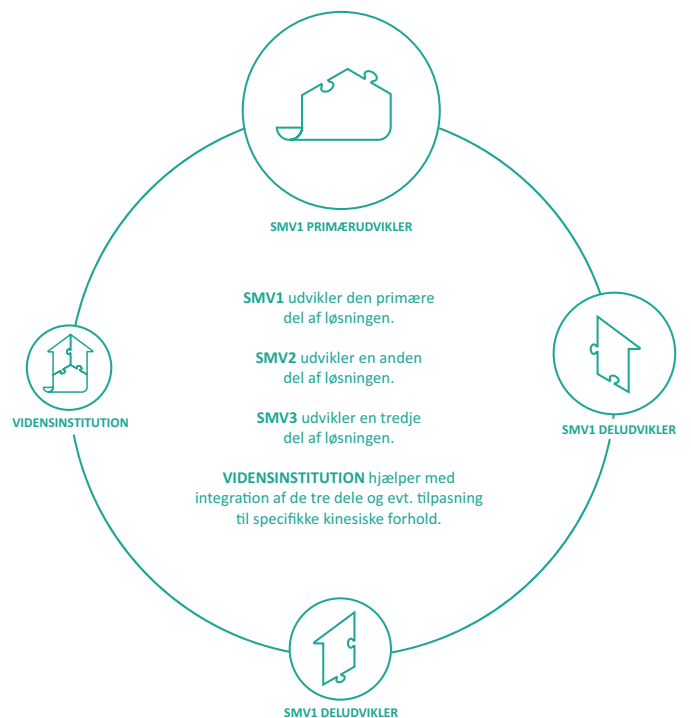 SMV1 PRIMÆRUDVIKLER
SMV1 udvikler den primære
del af løsningen.
SMV2 udvikler en anden
del af løsningen.
SMV3 udvikler en tredje
del af løsningen.
VIDENSINSTITUTION hjælper med
integration af de tre dele og evt. tilpasning
til specifikke kinesiske forhold.
VIDENSINSTITUTION
SMV1 DELUDVIKLER
SMV1 DELUDVIKLER